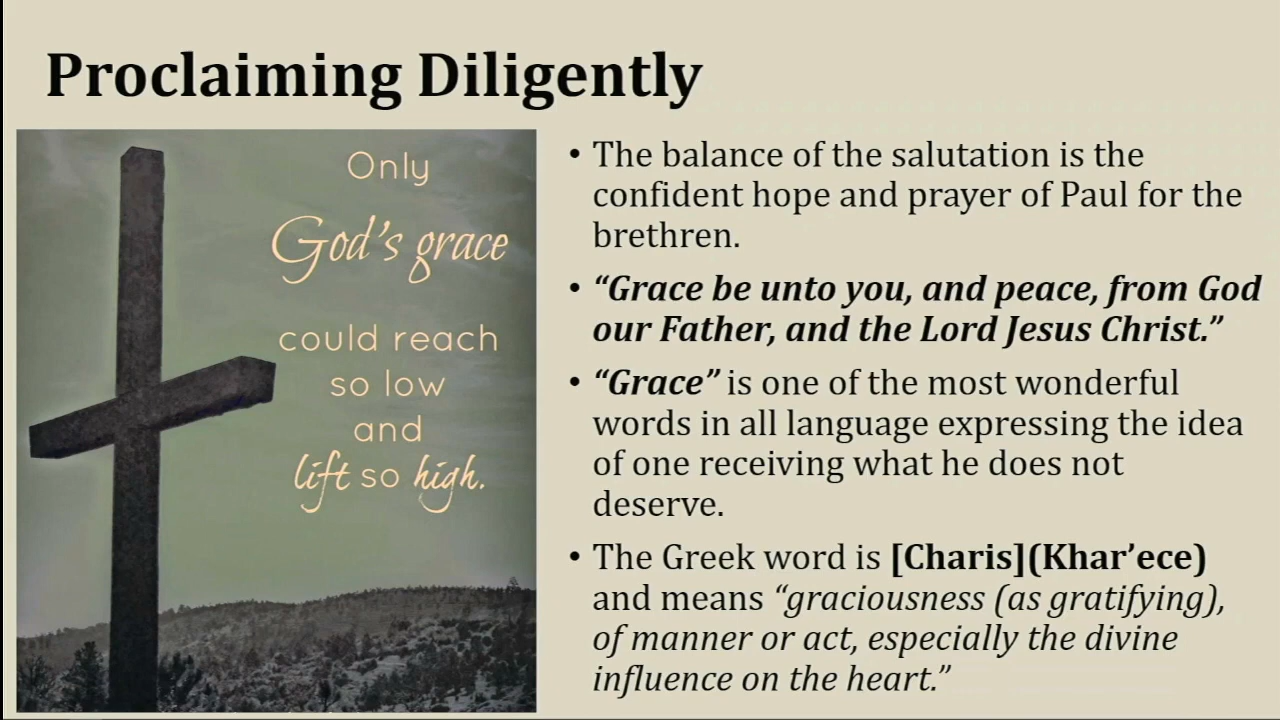 Proclaiming Diligently
Only
God's grace
could reach
so low
and
lift so high.
• The balance of the salutation is the
confident hope and prayer of Paul for the
brethren.
• “Grace be unto you, and peace, from God
our Father, and the Lord Jesus Christ.”
• “Grace” is one of the most wonderful
words in all language expressing the idea
of one receiving what he does not
deserve.
• The Greek word is [Charis](Khar’ece)
and means “graciousness (as gratifying),
of manner or act, especially the divine
influence on the heart.”